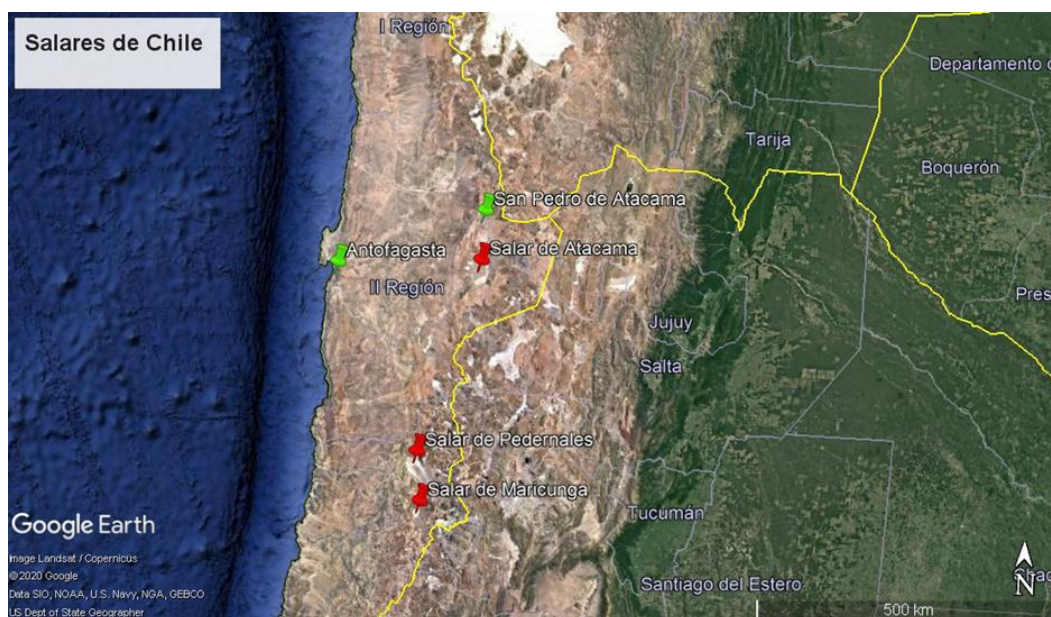 Salares de Chile
I Región
Departamento d
Tarija
Boquerón
San Pedro de Atacama
Antofagasta
Salar de Atacama
II Región
Pres
Jujuy
Salta
Salar de Pedernales
Salar de Maricunga
Tucumán
Google Earth
Image Landsat / Copernicus
©2020 Google
Data SIO, NOAA, U.S. Navy, NGA, GEBCO
US Dept of State Geographer
Santiago del Estero
N
500 km